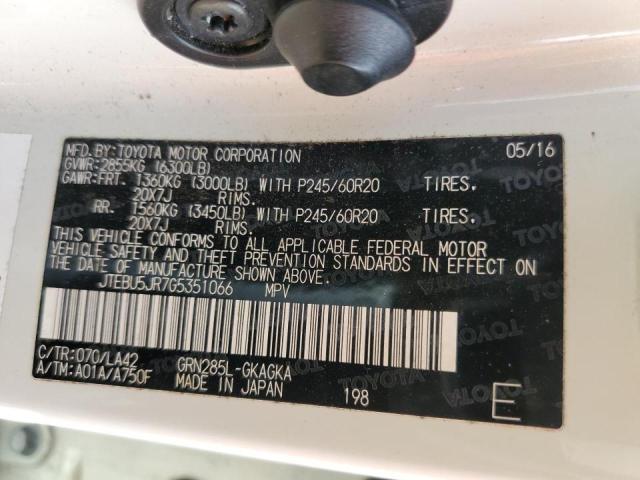 MFD. BY: TOYOTA MOTOR CORPORATION 05/16
GVWR: 2855KG (6300LB)
GAWR: FRT. 1360KG (3000LB) WITH P245/60R20 TIRES.
20X7J RIMS.
RR. 1560KG (3450LB) WITH P245/60R20 TIRES.
20X7J RIMS.
THIS VEHICLE CONFORMS TO ALL APPLICABLE FEDERAL MOTOR
VEHICLE SAFETY AND THEFT PREVENTION STANDARDS IN EFFECT ON
THE DATE OF MANUFACTURE SHOWN ABOVE.
JTEBU5JR7G5351066 MPV
C/TR: 070/LA42 GRN285L-GKAGKA
A/TM: A01A/A750F MADE IN JAPAN 198 E